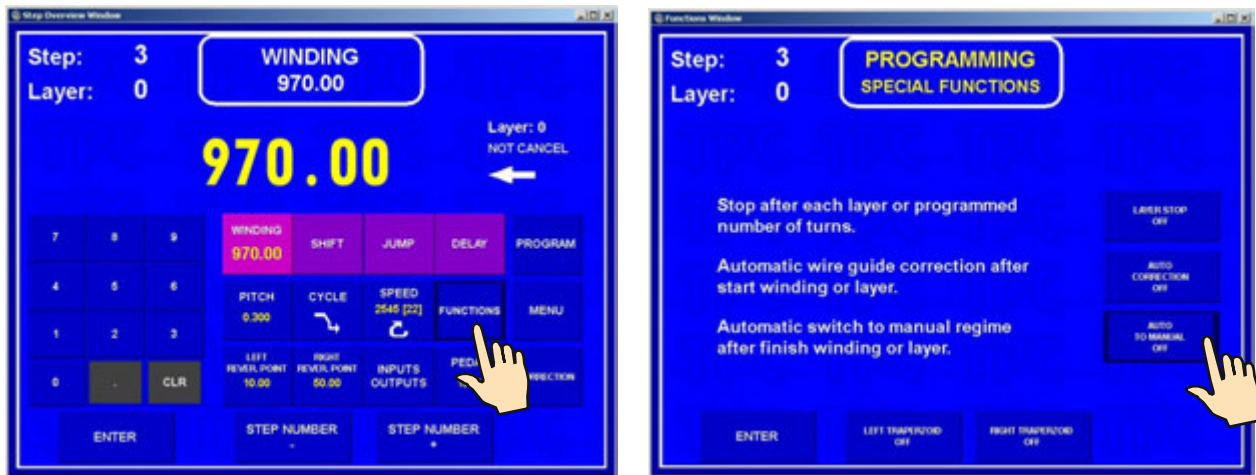 Step Overview Window
Step: 3
Layer: 0
WINDING
970.00
Layer: 0
NOT CANCEL
970.00
7 8 9
WINDING
970.00
SHIFT
JUMP
DELAY
PROGRAM
4 5 6
PITCH
0.300
CYCLE
SPEED
2545 [22]
FUNCTIONS
MENU
1 2 3
LEFT
REVER. POINT
10.00
RIGHT
REVER. POINT
50.00
INPUTS
OUTPUTS
0 . CLR
ENTER
STEP NUMBER
-
STEP NUMBER
+
Functions Window
Step: 3
Layer: 0
PROGRAMMING
SPECIAL FUNCTIONS
Stop after each layer or programmed
number of turns.
LAYER STOP
OFF
Automatic wire guide correction after
start winding or layer.
AUTO
CORRECTION
OFF
Automatic switch to manual regime
after finish winding or layer.
AUTO
TO MANUAL
OFF
ENTER
LEFT TRAPERZOID
OFF
RIGHT TRAPERZOID
OFF